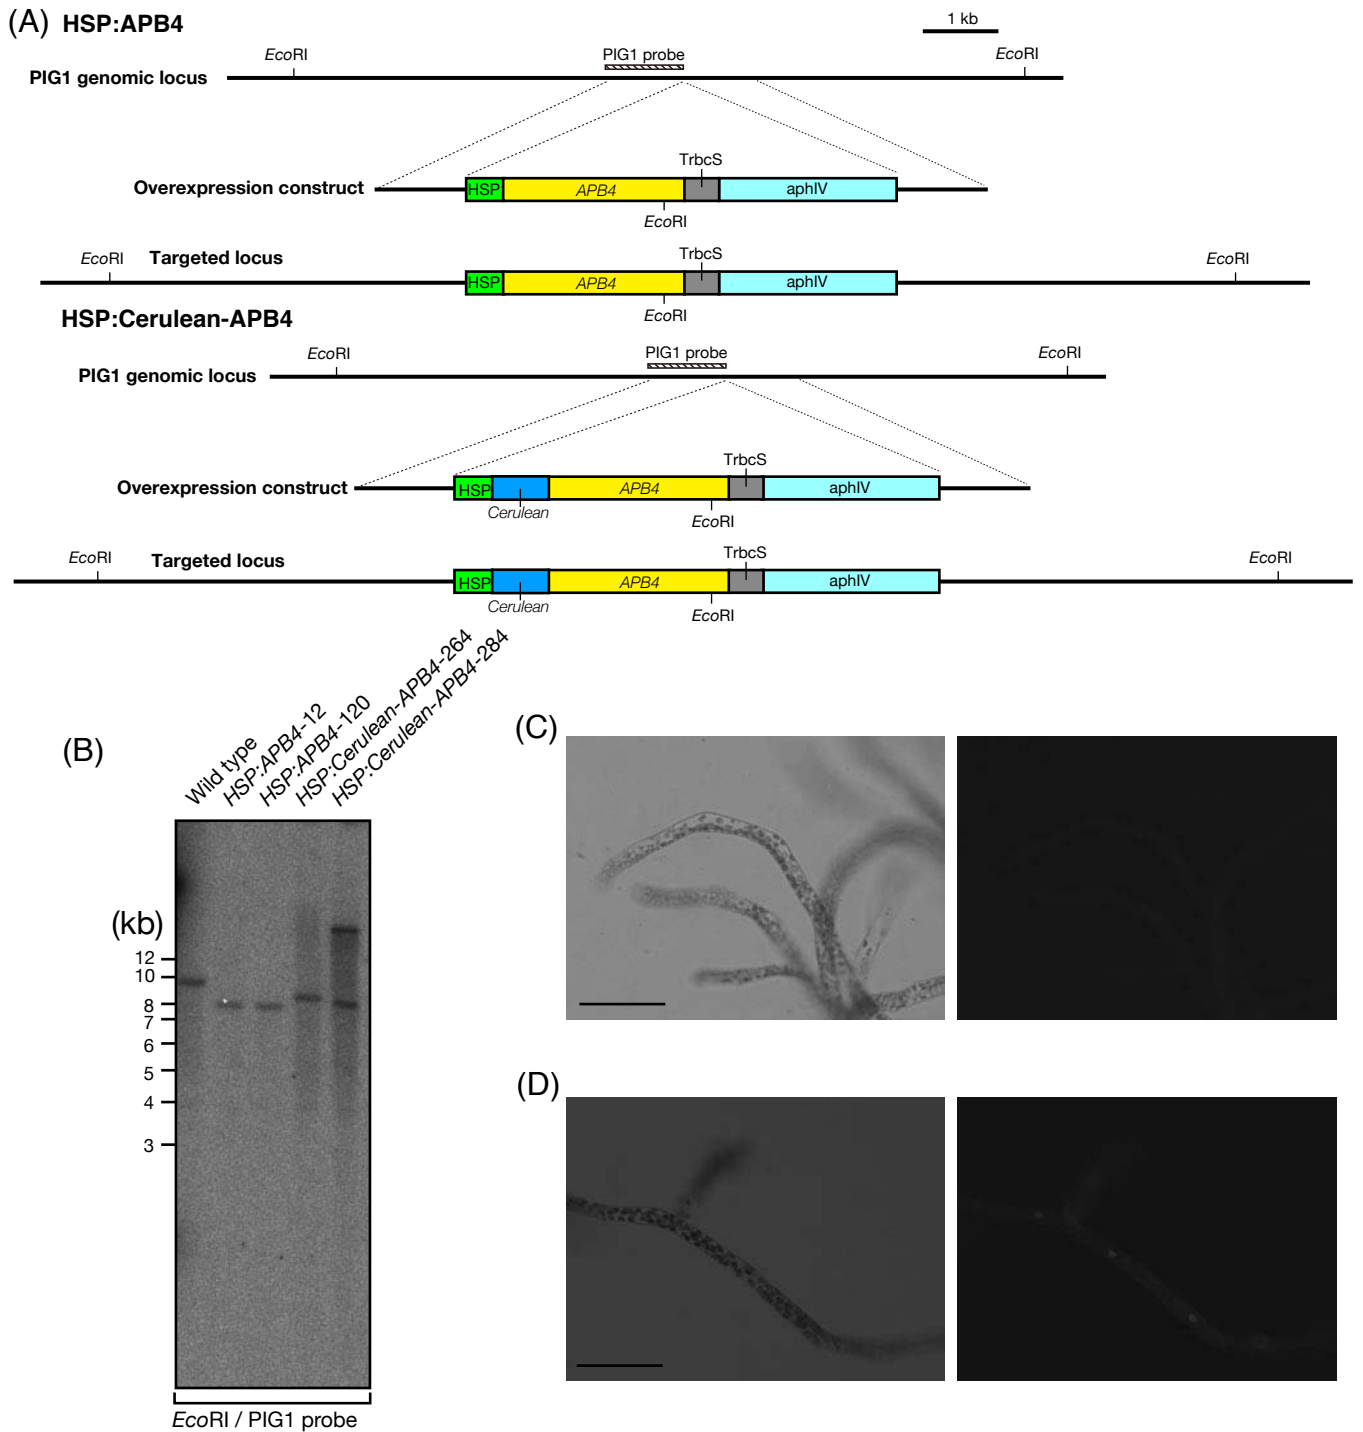 (A) HSP:APB4
1 kb
EcoRI
PIG1 probe
EcoRI
PIG1 genomic locus
TrbcS
Overexpression construct
HSP
APB4
aphIV
EcoRI
EcoRI
Targeted locus
TrbcS
EcoRI
HSP
APB4
aphIV
EcoRI
HSP:Cerulean-APB4
EcoRI
PIG1 probe
EcoRI
PIG1 genomic locus
TrbcS
Overexpression construct
HSP
APB4
aphIV
Cerulean
EcoRI
EcoRI
Targeted locus
TrbcS
EcoRI
HSP
APB4
aphIV
Cerulean
EcoRI
(B)
Wild type
HSP:APB4-12
HSP:APB4-120
HSP:Cerulean-APB4-264
HSP:Cerulean-APB4-284
(kb)
12
10
8
7
6
5
4
3
EcoRI / PIG1 probe
(C)
(D)